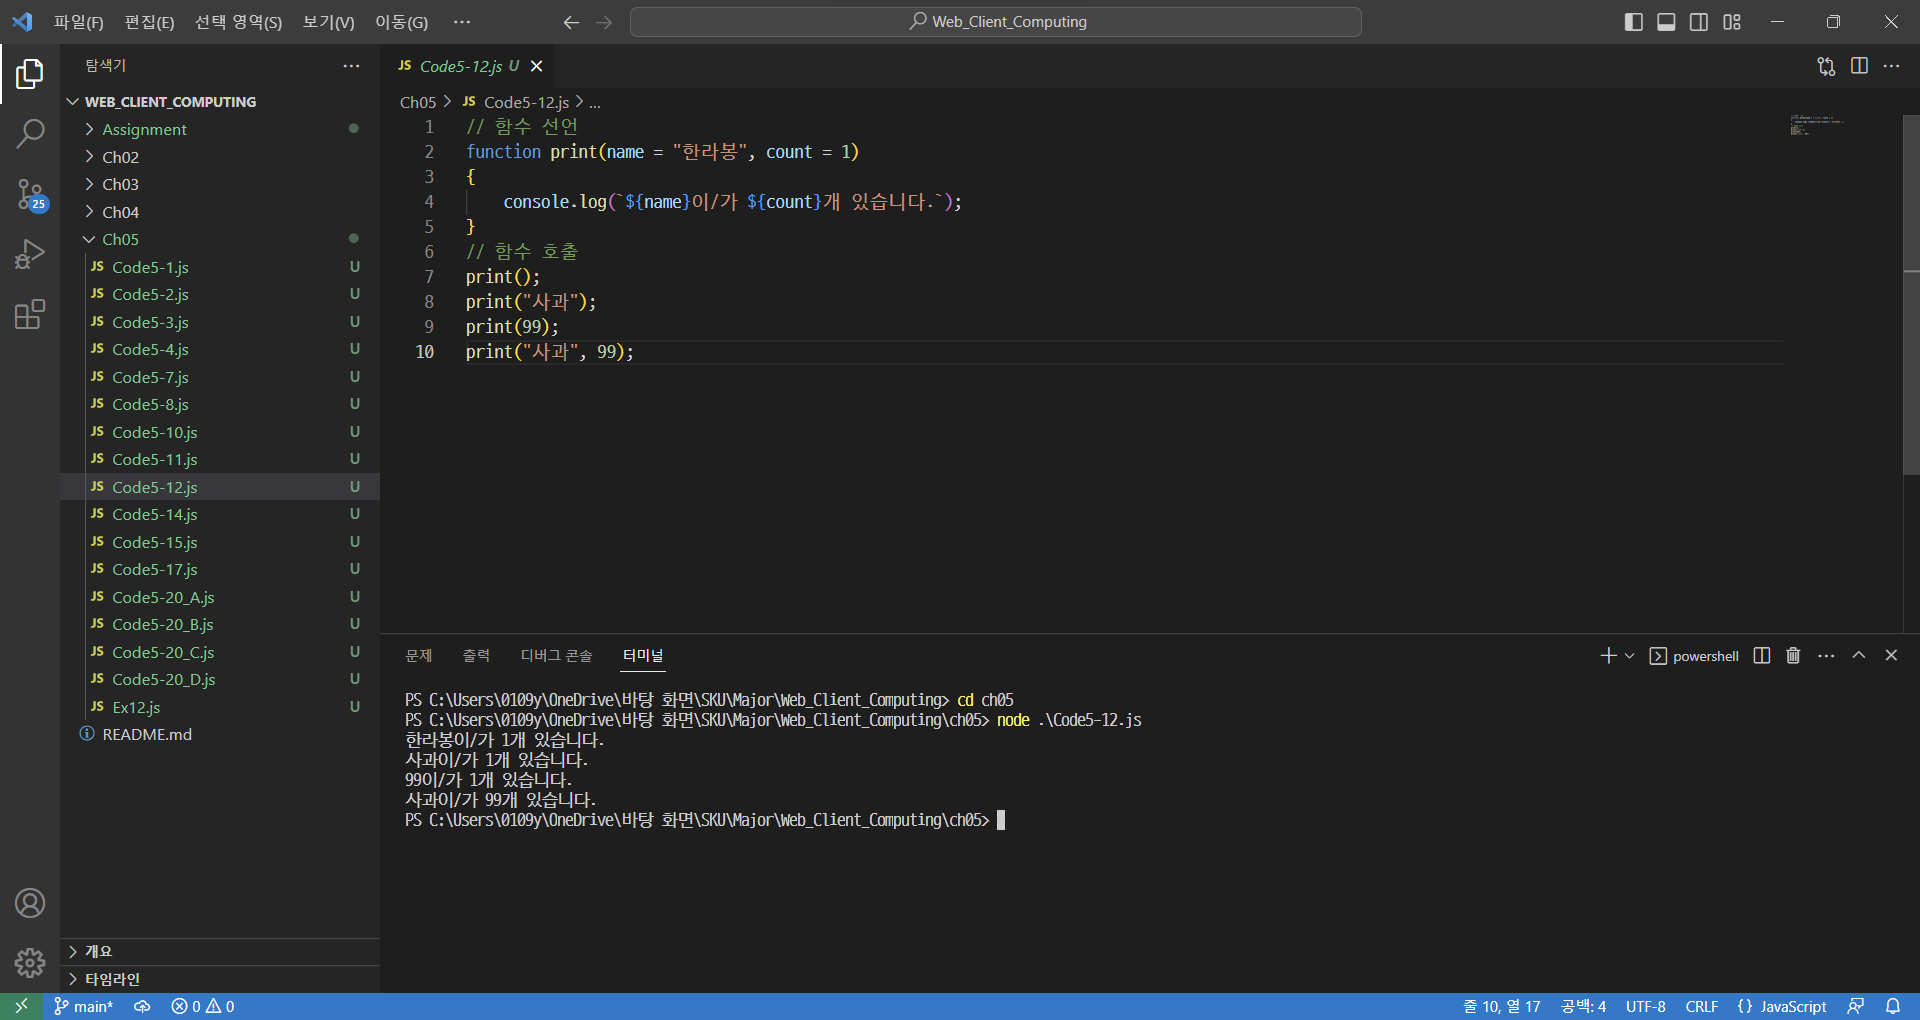 파일(F) 편집(E) 선택 영역(S) 보기(V) 이동(G) ··· Web_Client_Computing
탐색기
WEB_CLIENT_COMPUTING
Assignment
Ch02
Ch03
Ch04
Ch05
JS Code5-1.js U
JS Code5-2.js U
JS Code5-3.js U
JS Code5-4.js U
JS Code5-7.js U
JS Code5-8.js U
JS Code5-10.js U
JS Code5-11.js U
JS Code5-12.js U
JS Code5-14.js U
JS Code5-15.js U
JS Code5-17.js U
JS Code5-20_A.js U
JS Code5-20_B.js U
JS Code5-20_C.js U
JS Code5-20_D.js U
JS Ex12.js U
README.md
개요
타임라인
25
JS Code5-12.js U
Ch05 > JS Code5-12.js > ...
1 // 함수 선언
2 function print(name = "한라봉", count = 1)
3 {
4 console.log(`${name}이/가 ${count}개 있습니다.`);
5 }
6 // 함수 호출
7 print();
8 print("사과");
9 print(99);
10 print("사과", 99);
문제 출력 디버그 콘솔 터미널 powershell
PS C:\Users\0109y\OneDrive\바탕 화면\SKU\Major\Web_Client_Computing> cd ch05
PS C:\Users\0109y\OneDrive\바탕 화면\SKU\Major\Web_Client_Computing\ch05> node .\Code5-12.js
한라봉이/가 1개 있습니다.
사과이/가 1개 있습니다.
99이/가 1개 있습니다.
사과이/가 99개 있습니다.
PS C:\Users\0109y\OneDrive\바탕 화면\SKU\Major\Web_Client_Computing\ch05>
main* 0 0 줄 10, 열 17 공백: 4 UTF-8 CRLF {} JavaScript